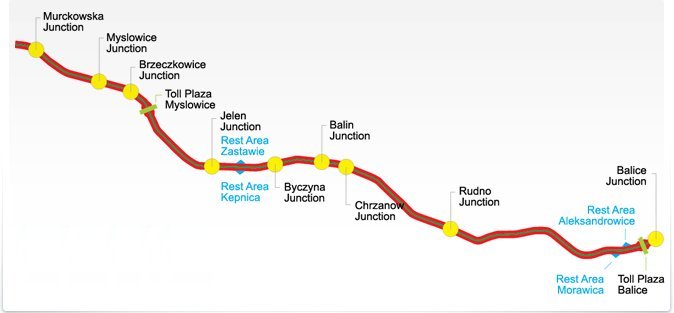 Murckowska
Junction
Myslowice
Junction
Brzeczkowice
Junction
Toll Plaza
Myslowice
Jelen
Junction
Rest Area
Zastawie
Rest Area
Kepnica
Byczyna
Junction
Balin
Junction
Chrzanow
Junction
Rudno
Junction
Balice
Junction
Rest Area
Aleksandrowice
Rest Area
Morawica
Toll Plaza
Balice